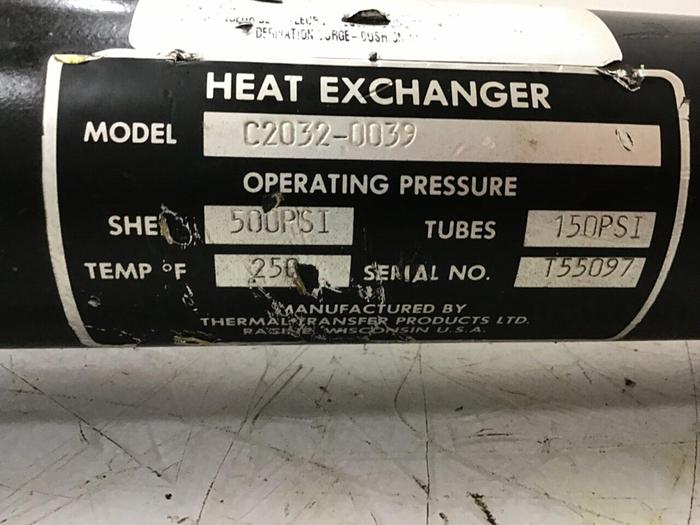 HEAT EXCHANGER
MODEL C2032-0039
OPERATING PRESSURE
SHE 500PSI TUBES 150PSI
TEMP °F 250 SERIAL NO. T55097
MANUFACTURED BY
THERMAL TRANSFER PRODUCTS LTD.
RACINE, WISCONSIN U.S.A.